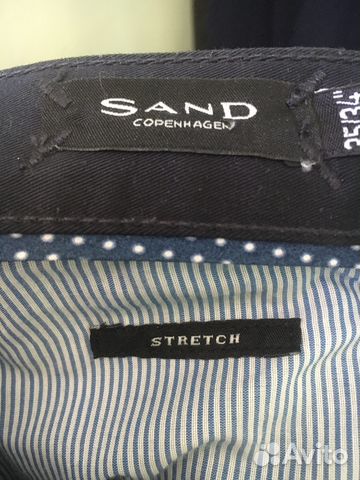 SAND
COPENHAGEN
35/34"
STRETCH
Avito